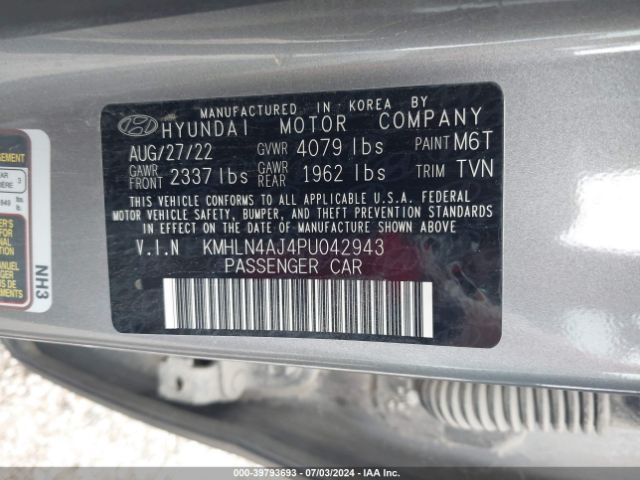 MANUFACTURED IN KOREA BY
HYUNDAI MOTOR COMPANY
AUG/27/22 GVWR 4079 lbs PAINT M6T
GAWR FRONT 2337 lbs GAWR REAR 1962 lbs TRIM TVN
THIS VEHICLE CONFORMS TO ALL APPLICABLE U.S.A. FEDERAL
MOTOR VEHICLE SAFETY, BUMPER, AND THEFT PREVENTION STANDARDS
IN EFFECT ON THE DATE OF MANUFACTURE SHOWN ABOVE
V.I.N KMHLN4AJ4PU042943
PASSENGER CAR
NH3
000-39793693 - 07/03/2024 - IAA Inc.